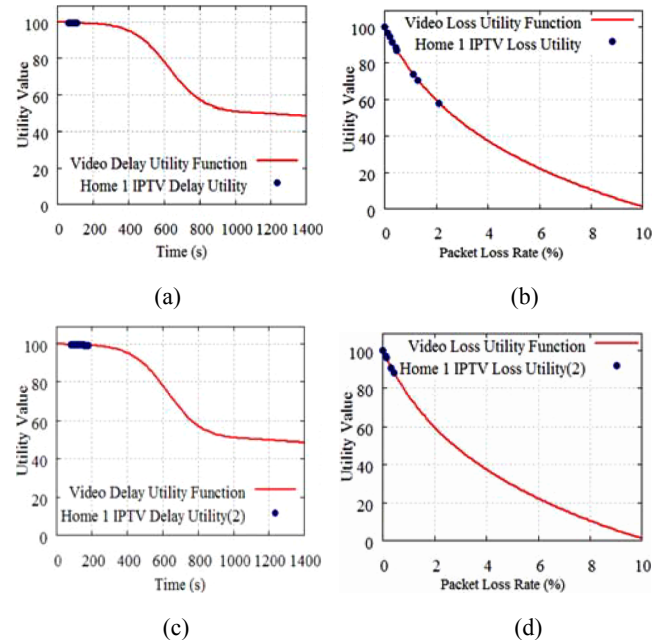 100
80
60
40
20
0
Utility Value
Video Delay Utility Function
Home 1 IPTV Delay Utility
0 200 400 600 800 1000 1200 1400
Time (s)
(a)
100
80
60
40
20
0
Utility Value
Video Loss Utility Function
Home 1 IPTV Loss Utility
0 2 4 6 8 10
Packet Loss Rate (%)
(b)
100
80
60
40
20
0
Utility Value
Video Delay Utility Function
Home 1 IPTV Delay Utility(2)
0 200 400 600 800 1000 1200 1400
Time (s)
(c)
100
80
60
40
20
0
Utility Value
Video Loss Utility Function
Home 1 IPTV Loss Utility(2)
0 2 4 6 8 10
Packet Loss Rate (%)
(d)